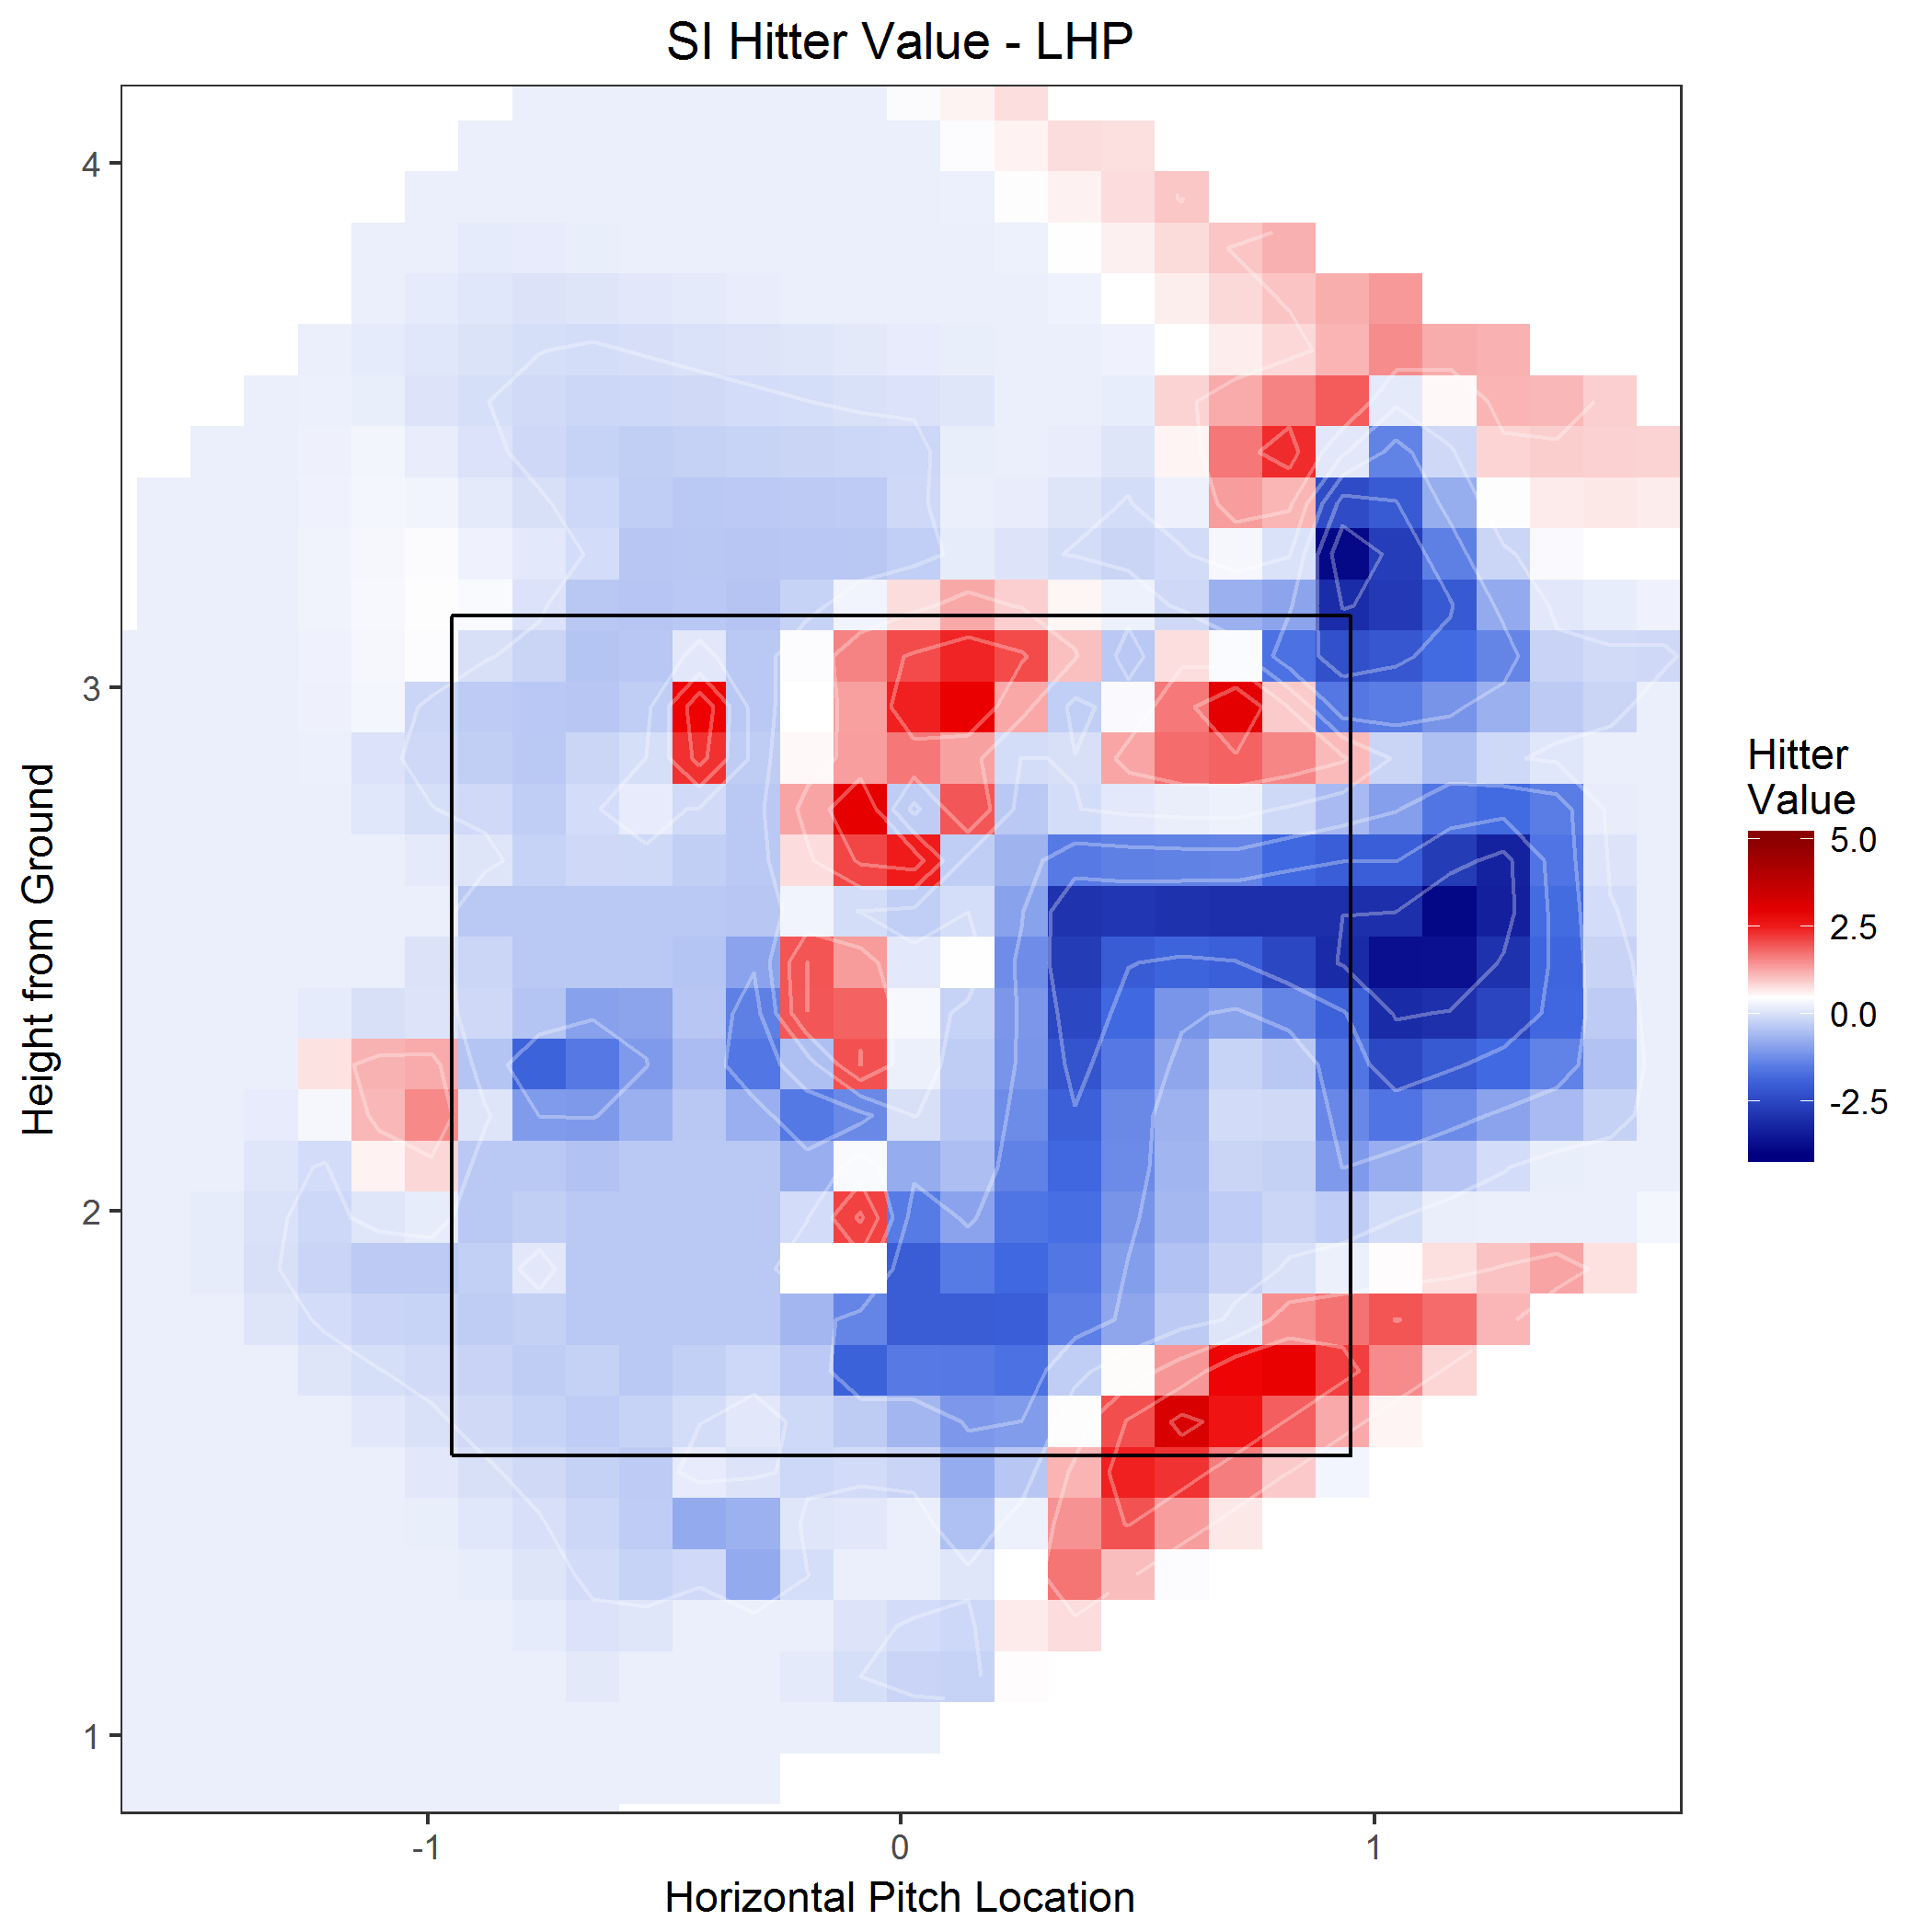 SI Hitter Value - LHP
4
3
2
1
Height from Ground
-1
0
1
Horizontal Pitch Location
Hitter
Value
5.0
2.5
0.0
-2.5